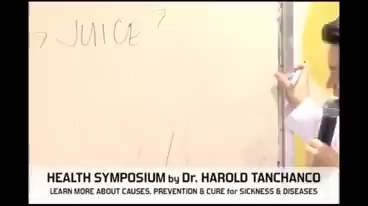 JUICE
HEALTH SYMPOSIUM by Dr. HAROLD TANCHANCO
LEARN MORE ABOUT CAUSES, PREVENTION & CURE for SICKNESS & DISEASES